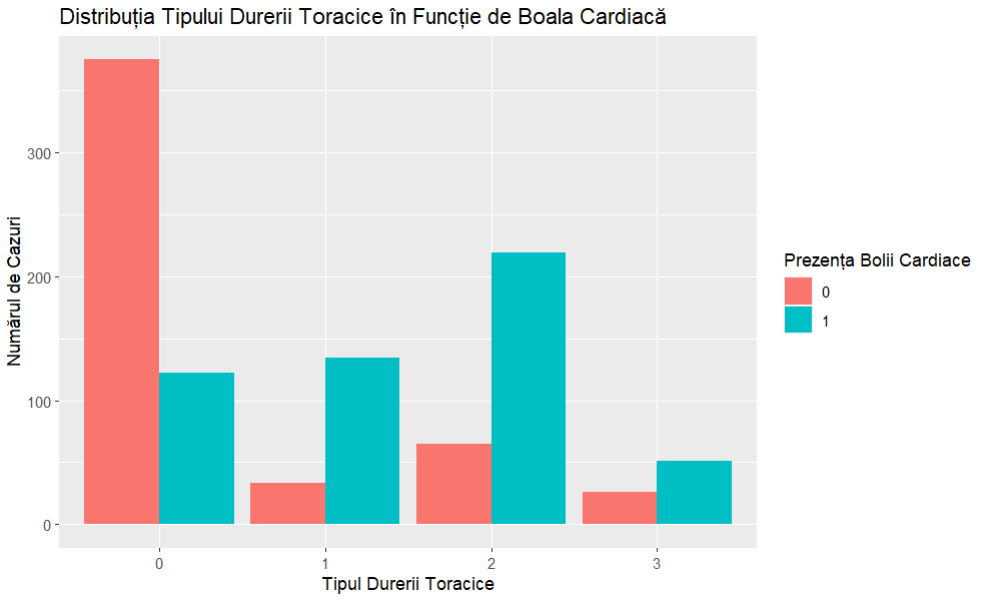 Distribuția Tipului Durerii Toracice în Funcție de Boala Cardiacă
Numărul de Cazuri
300
200
100
0
0 1 2 3
Tipul Durerii Toracice
Prezența Bolii Cardiace
0
1